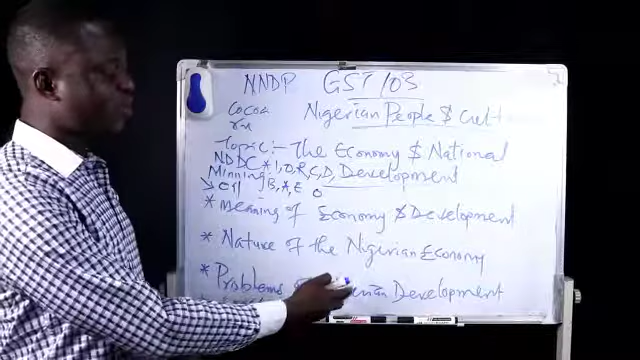 NNDP GST 103
Cocoa Nigerian People $ Cult
Topic:- The Economy $ National
NDDC * I, O, R, C, D, Development
Minning B, *, E O
oil
* meaning of Economy $ Development
* Nature of the Nigerian Economy
* Problems Development